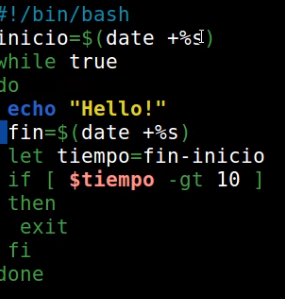 #!/bin/bash
inicio=$(date +%s)
while true
do
 echo "Hello!"
 fin=$(date +%s)
 let tiempo=fin-inicio
 if [ $tiempo -gt 10 ]
 then
  exit
 fi
done